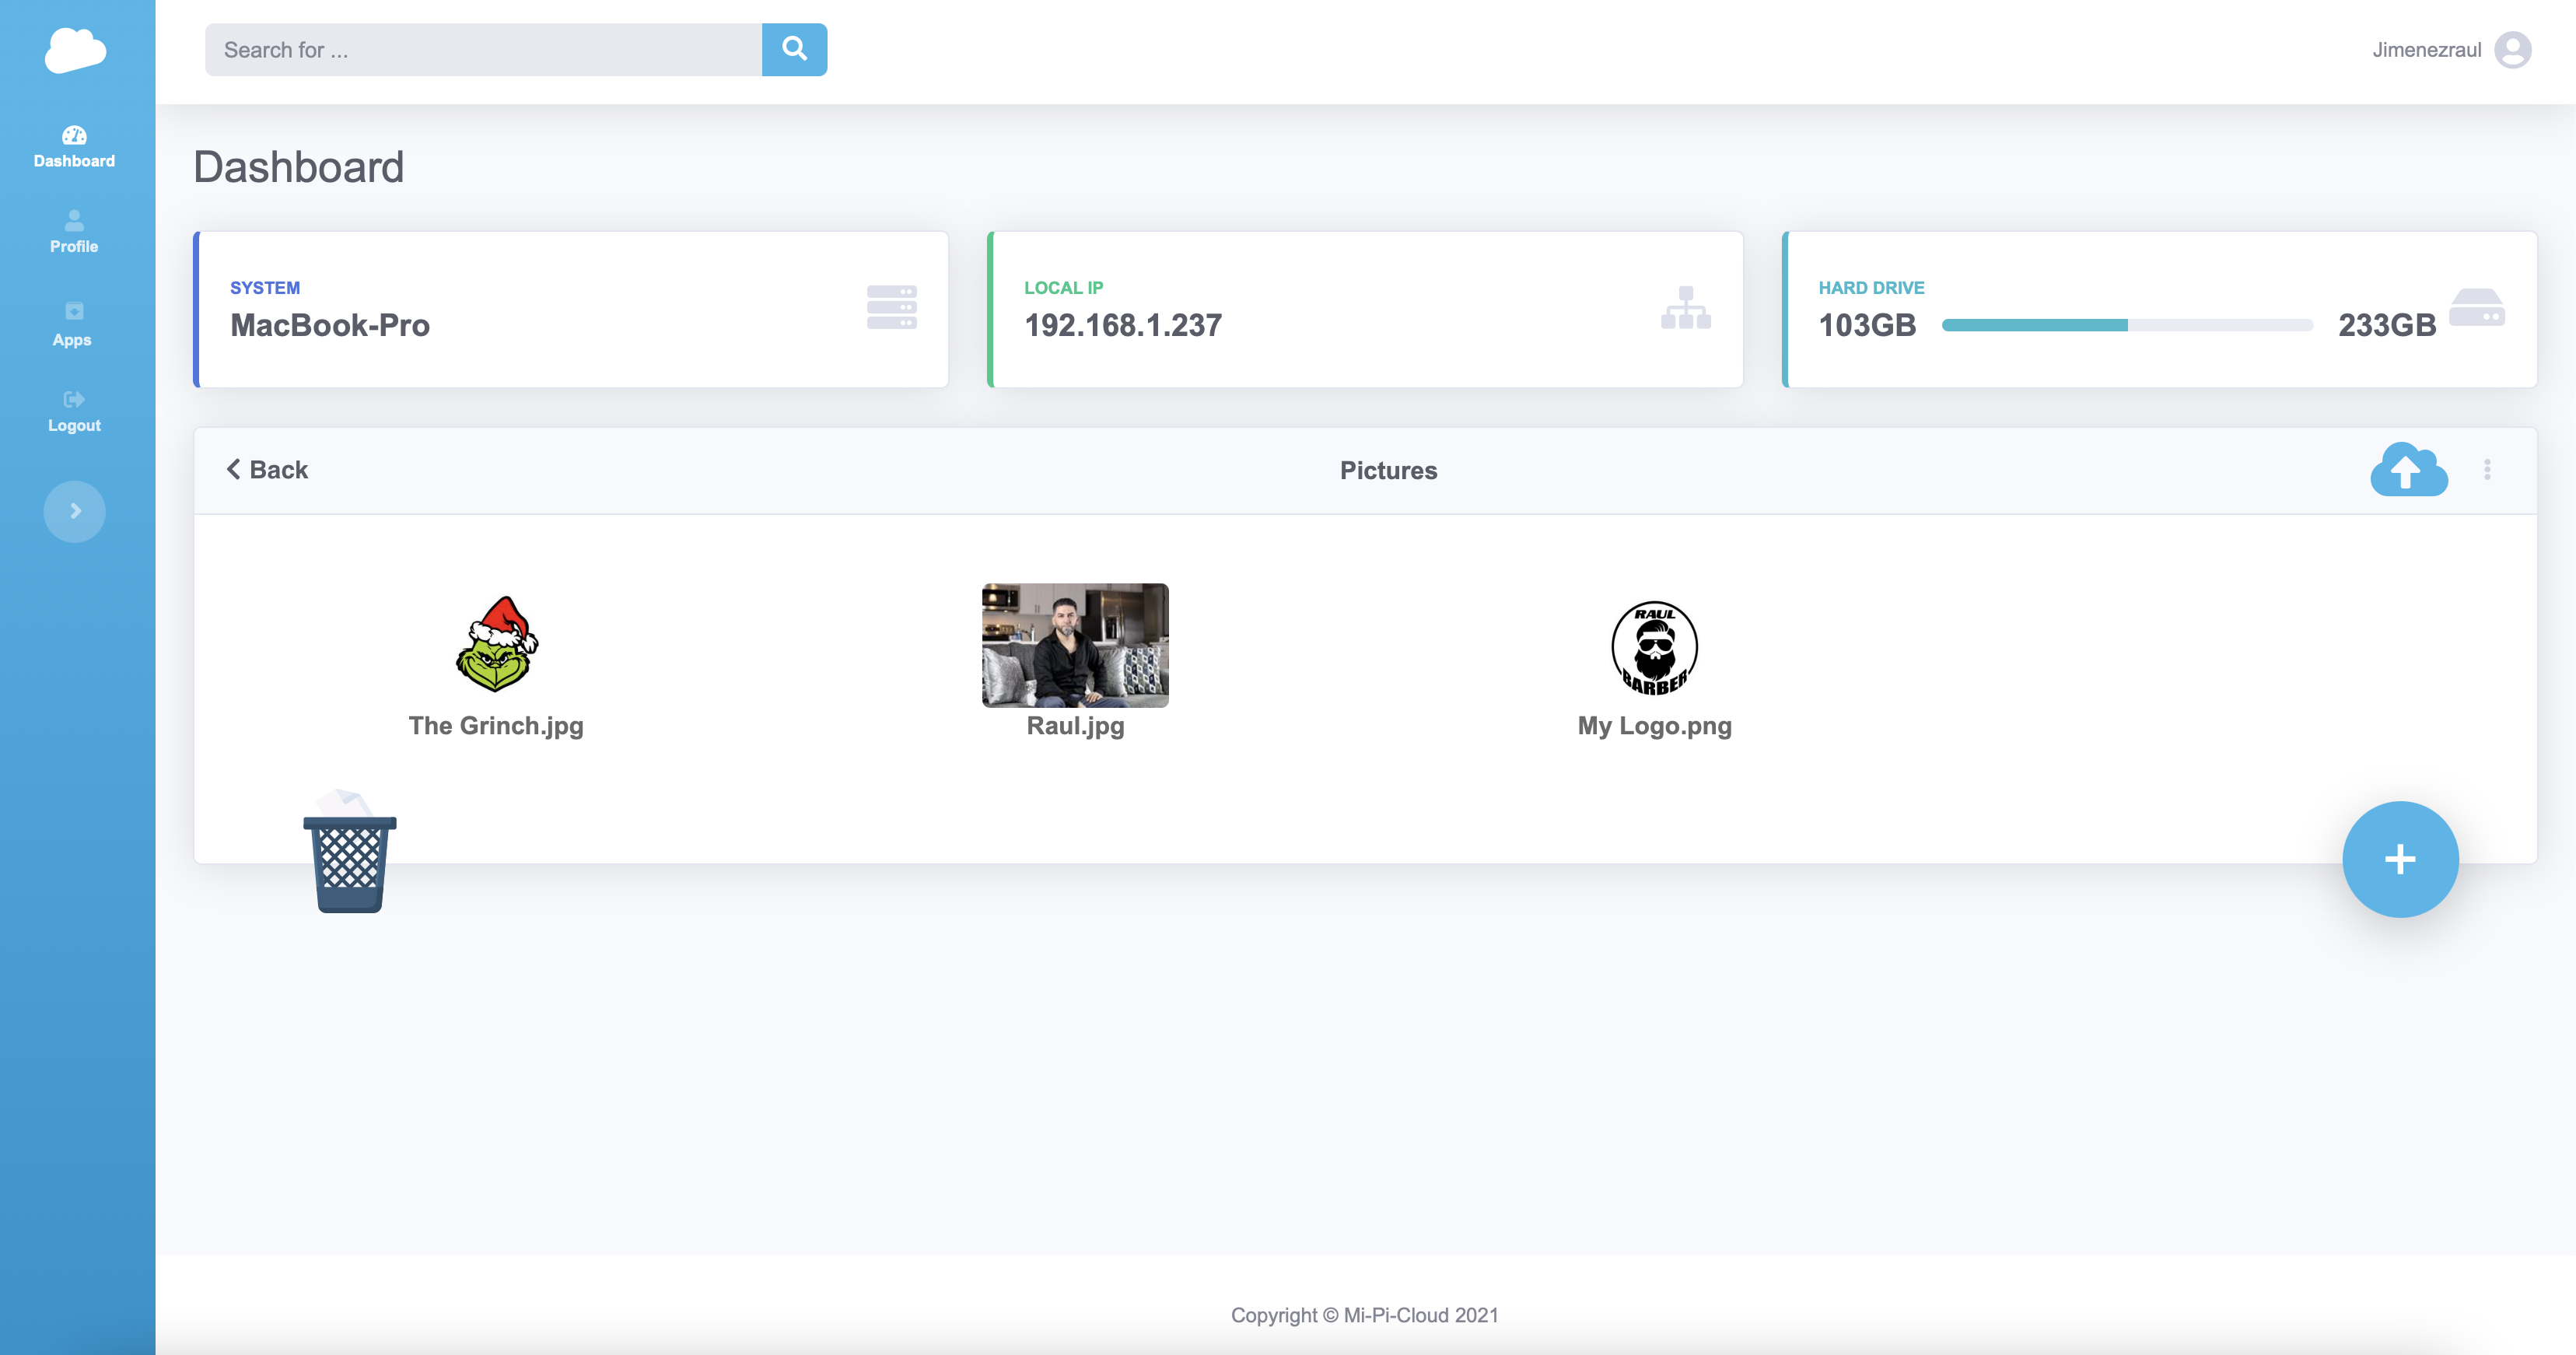 Search for ...
Jimenezraul
Dashboard
Profile
Apps
Logout
Dashboard
SYSTEM
MacBook-Pro
LOCAL IP
192.168.1.237
HARD DRIVE
103GB 233GB
Back
Pictures
RAUL
BARBER
The Grinch.jpg
Raul.jpg
My Logo.png
Copyright © Mi-Pi-Cloud 2021